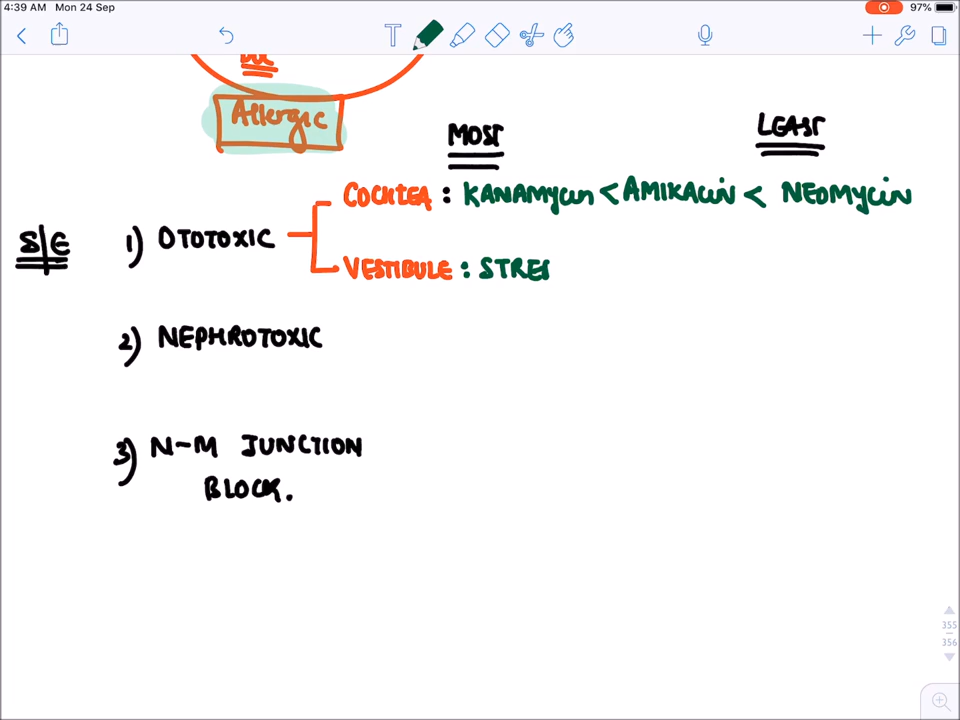 4:39 AM Mon 24 Sep
97%
Allergic
MOST
LEAST
COCHLEA : KANAMYcin < AMIKAcin < NEOMYcin
S/E
1) OTOTOXIC
VESTIBULE : STRE
2) NEPHROTOXIC
3) N-M JUNCTION
BLOCK.
355
356